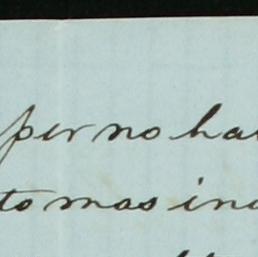 per no ha
to mas in